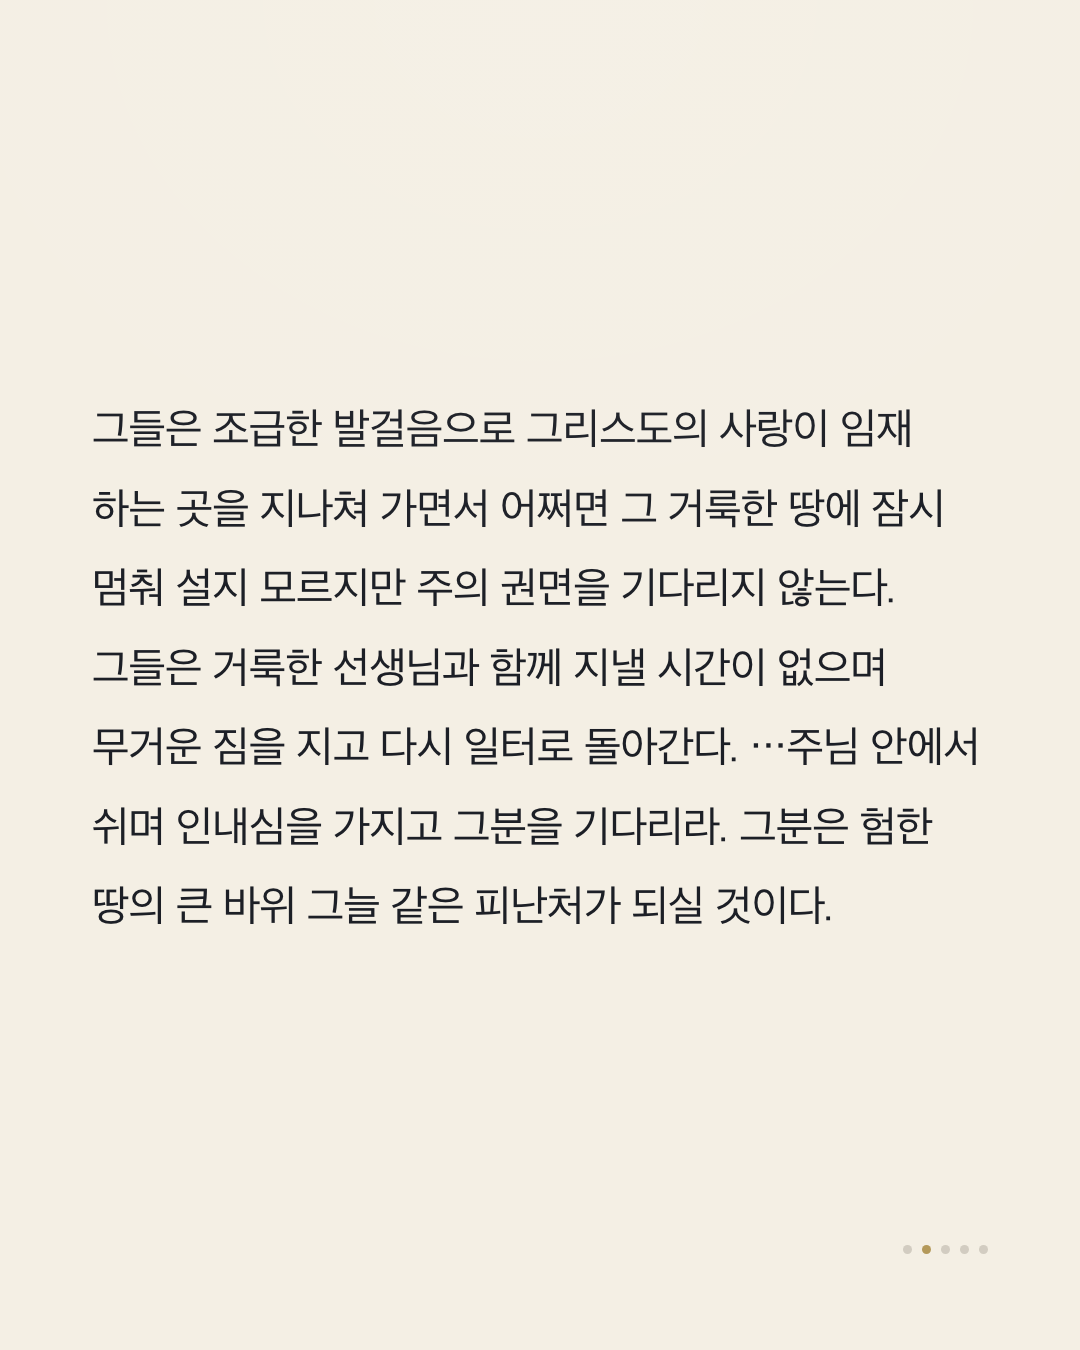 그들은 조급한 발걸음으로 그리스도의 사랑이 임재
하는 곳을 지나쳐 가면서 어쩌면 그 거룩한 땅에 잠시
멈춰 설지 모르지만 주의 권면을 기다리지 않는다.
그들은 거룩한 선생님과 함께 지낼 시간이 없으며
무거운 짐을 지고 다시 일터로 돌아간다. …주님 안에서
쉬며 인내심을 가지고 그분을 기다리라. 그분은 험한
땅의 큰 바위 그늘 같은 피난처가 되실 것이다.